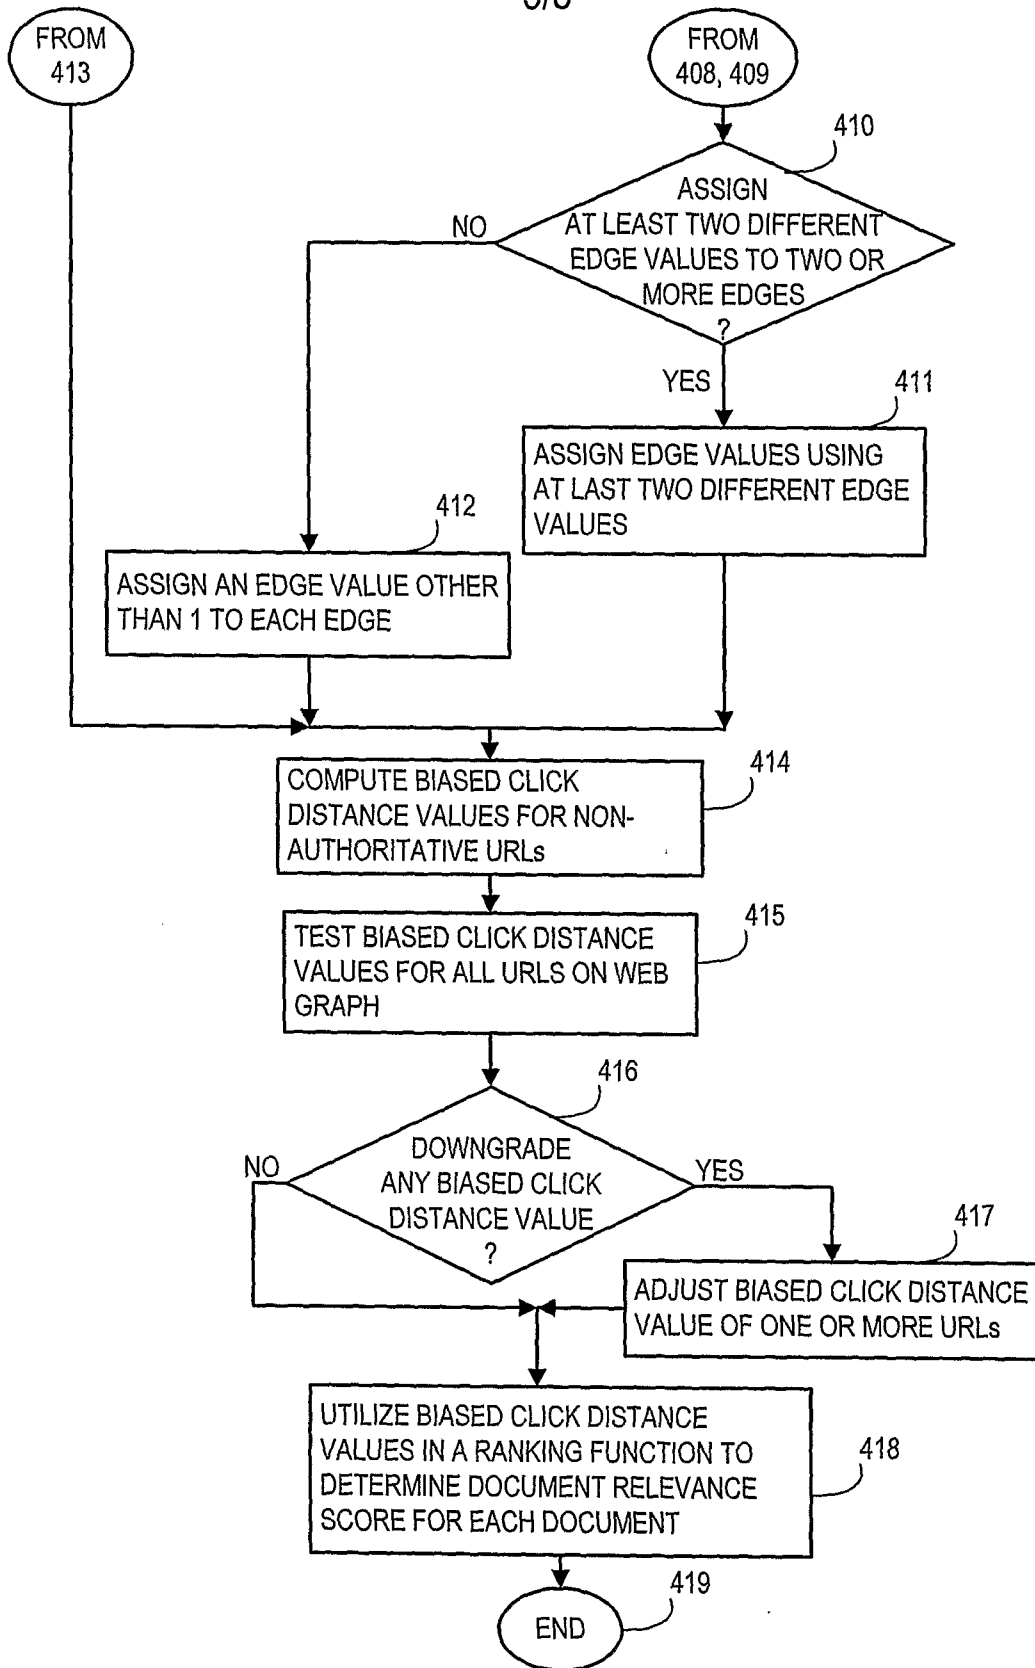 FROM
413
FROM
408, 409
410
ASSIGN
AT LEAST TWO DIFFERENT
EDGE VALUES TO TWO OR
MORE EDGES
?
NO
YES
411
ASSIGN EDGE VALUES USING
AT LAST TWO DIFFERENT EDGE
VALUES
412
ASSIGN AN EDGE VALUE OTHER
THAN 1 TO EACH EDGE
414
COMPUTE BIASED CLICK
DISTANCE VALUES FOR NON-
AUTHORITATIVE URLs
415
TEST BIASED CLICK DISTANCE
VALUES FOR ALL URLS ON WEB
GRAPH
416
DOWNGRADE
ANY BIASED CLICK
DISTANCE VALUE
?
NO
YES
417
ADJUST BIASED CLICK DISTANCE
VALUE OF ONE OR MORE URLs
UTILIZE BIASED CLICK DISTANCE
VALUES IN A RANKING FUNCTION TO
DETERMINE DOCUMENT RELEVANCE
SCORE FOR EACH DOCUMENT
418
419
END